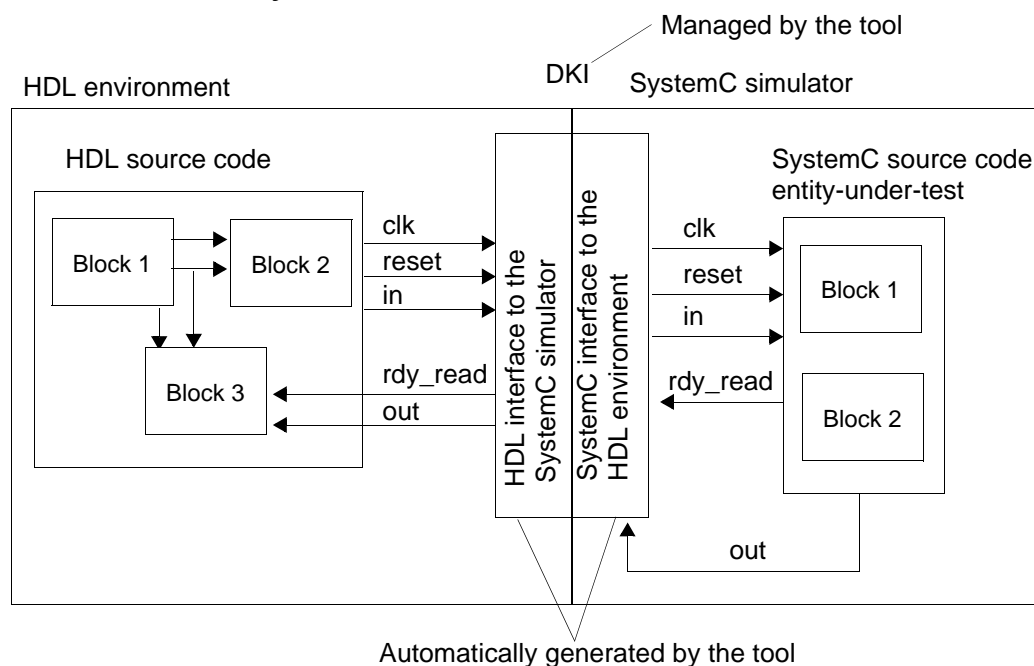 Managed by the tool
DKI
HDL environment
SystemC simulator
HDL source code
SystemC source code
entity-under-test
Block 1
Block 2
Block 3
clk
reset
in
rdy_read
out
HDL interface to the
SystemC simulator
SystemC interface to the
HDL environment
clk
reset
in
rdy_read
out
Block 1
Block 2
Automatically generated by the tool